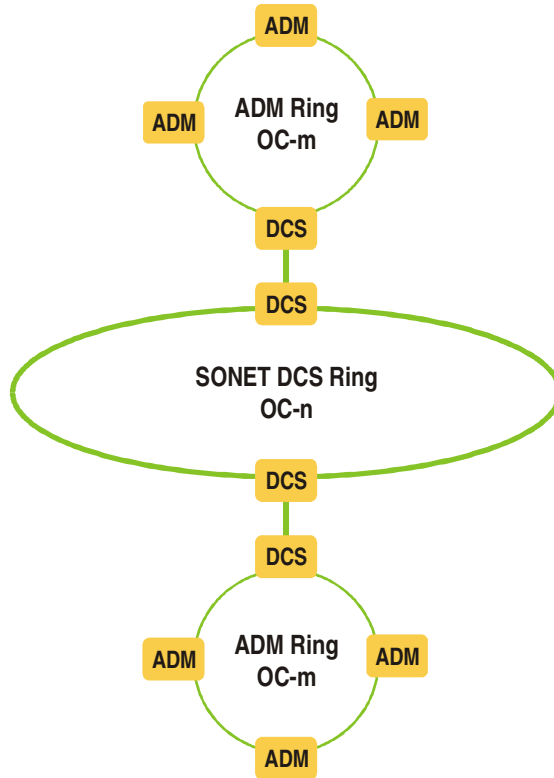 ADM
ADM Ring
ADM
ADM
OC-m
DCS
DCS
SONET DCS Ring
OC-n
DCS
DCS
ADM Ring
ADM
ADM
OC-m
ADM